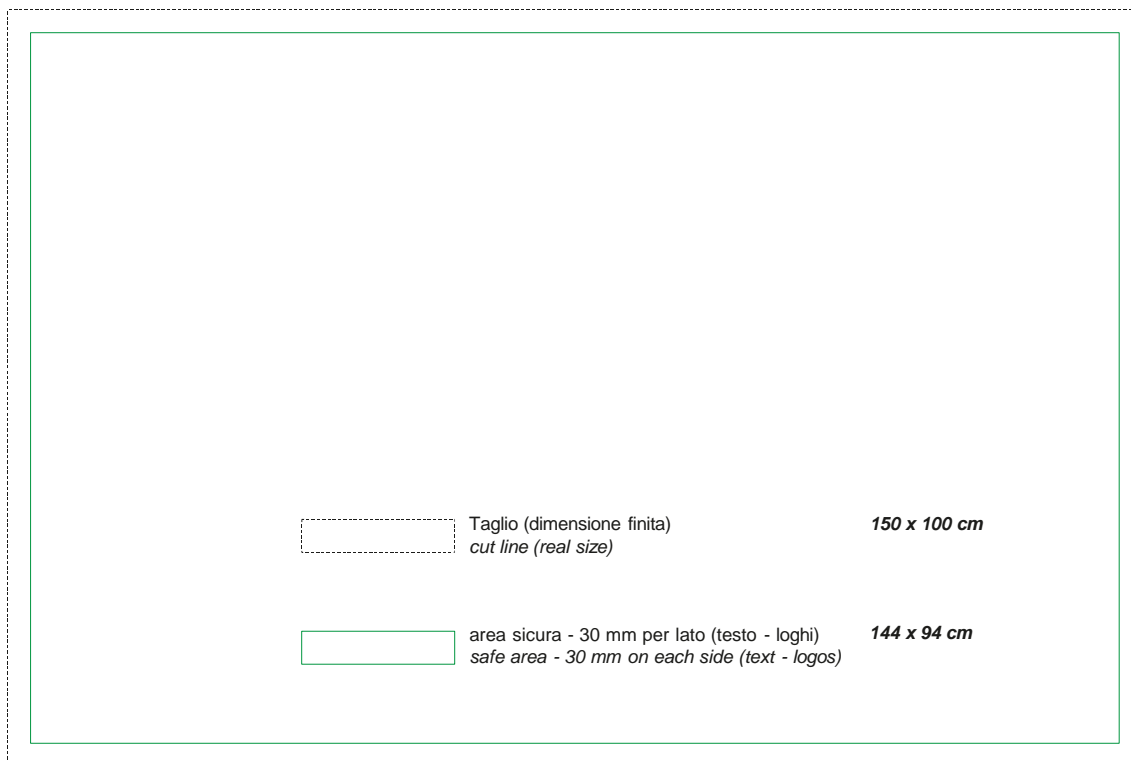 Taglio (dimensione finita)
150 x 100 cm
cut line (real size)
area sicura - 30 mm per lato (testo - loghi)
144 x 94 cm
safe area - 30 mm on each side (text - logos)